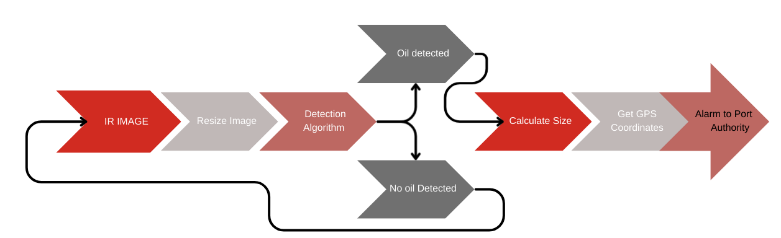 IR IMAGE
Resize Image
Detection
Algorithm
Oil detected
No oil Detected
Calculate Size
Get GPS
Coordinates
Alarm to Port
Authority